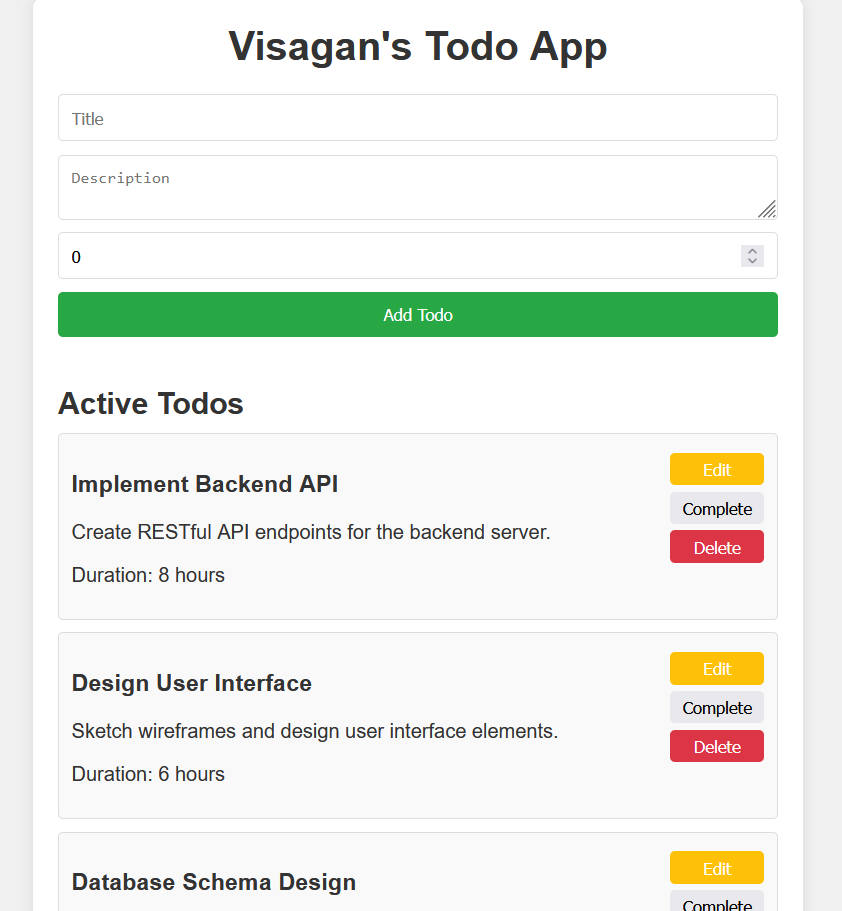 Visagan's Todo App
Title
Description
0
Add Todo
Active Todos
Implement Backend API
Create RESTful API endpoints for the backend server.
Duration: 8 hours
Edit
Complete
Delete
Design User Interface
Sketch wireframes and design user interface elements.
Duration: 6 hours
Edit
Complete
Delete
Database Schema Design
Edit
Complete